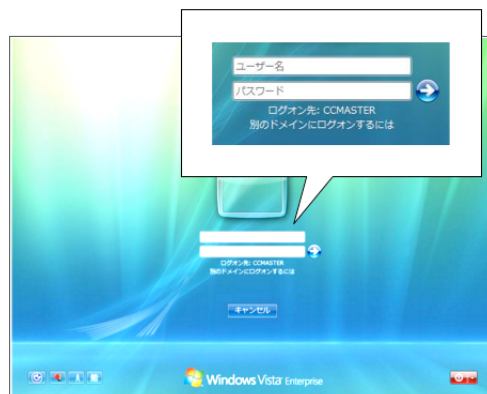 ユーザー名
パスワード
ログオン先: CCMASTER
別のドメインにログオンするには
ログオン先: CCMASTER
別のドメインにログオンするには
キャンセル
Windows Vista Enterprise